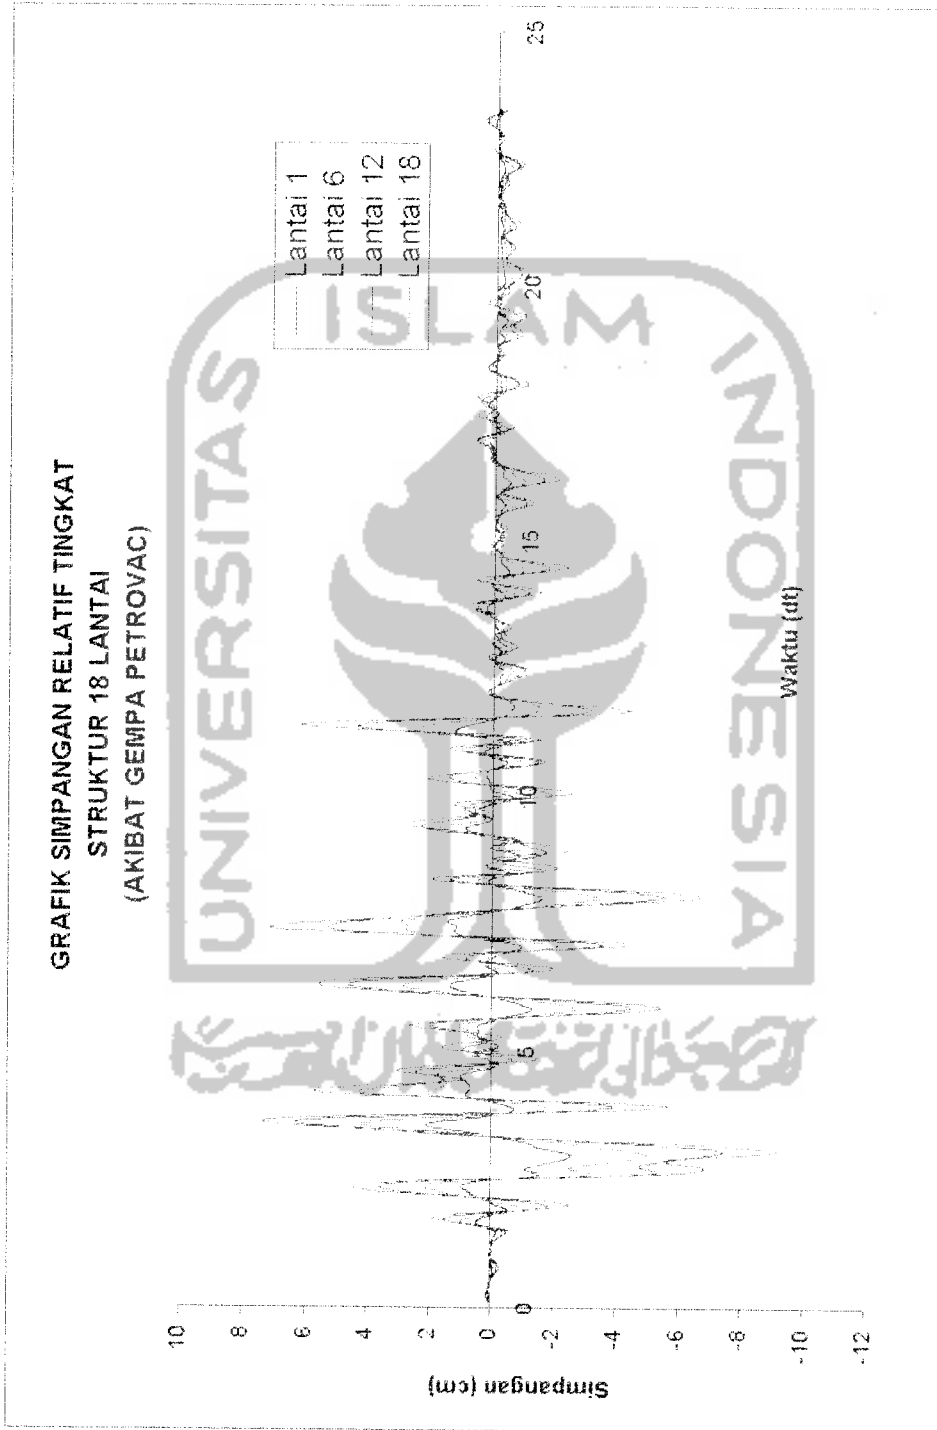 GRAFIK SIMPANGAN RELATIF TINGKAT
STRUKTUR 18 LANTAI
(AKIBAT GEMPA PETROVAC)
Lantai 1
Lantai 6
Lantai 12
Lantai 18
10
8
6
4
2
0
-2
-4
-6
-8
-10
-12
Simpangan (cm)
0
5
10
15
20
25
Waktu (dt)
UNIVERSITAS
ISLAM
INDONESIA